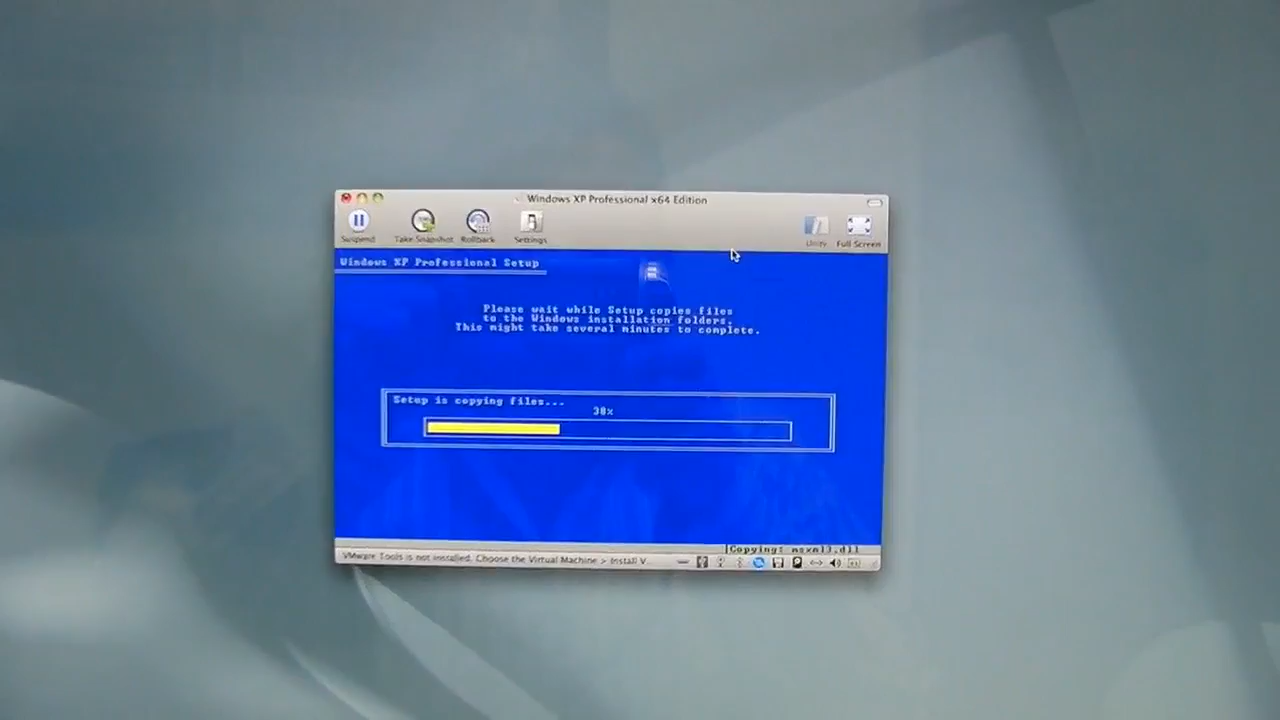 Windows XP Professional x64 Edition
Suspend
Take Snapshot
Rollback
Settings
Unity
Full Screen
Windows XP Professional Setup
Please wait while Setup copies files
to the Windows installation folders.
This might take several minutes to complete.
Setup is copying files...
38%
Copying: msxml3.dll
VMware Tools is not installed. Choose the Virtual Machine > Install V...